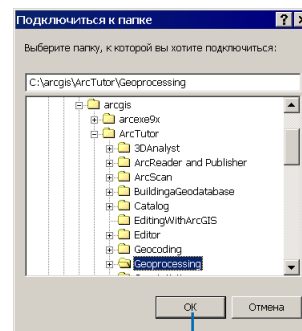 Подключиться к папке
Выберите папку, к которой вы хотите подключиться:
C:\arcgis\ArcTutor\Geoprocessing
arcgis
arcexe9x
ArcTutor
3DAnalyst
ArcReader and Publisher
ArcScan
BuildingaGeodatabase
Catalog
EditingWithArcGIS
Editor
Geocoding
Geoprocessing
OK
Отмена